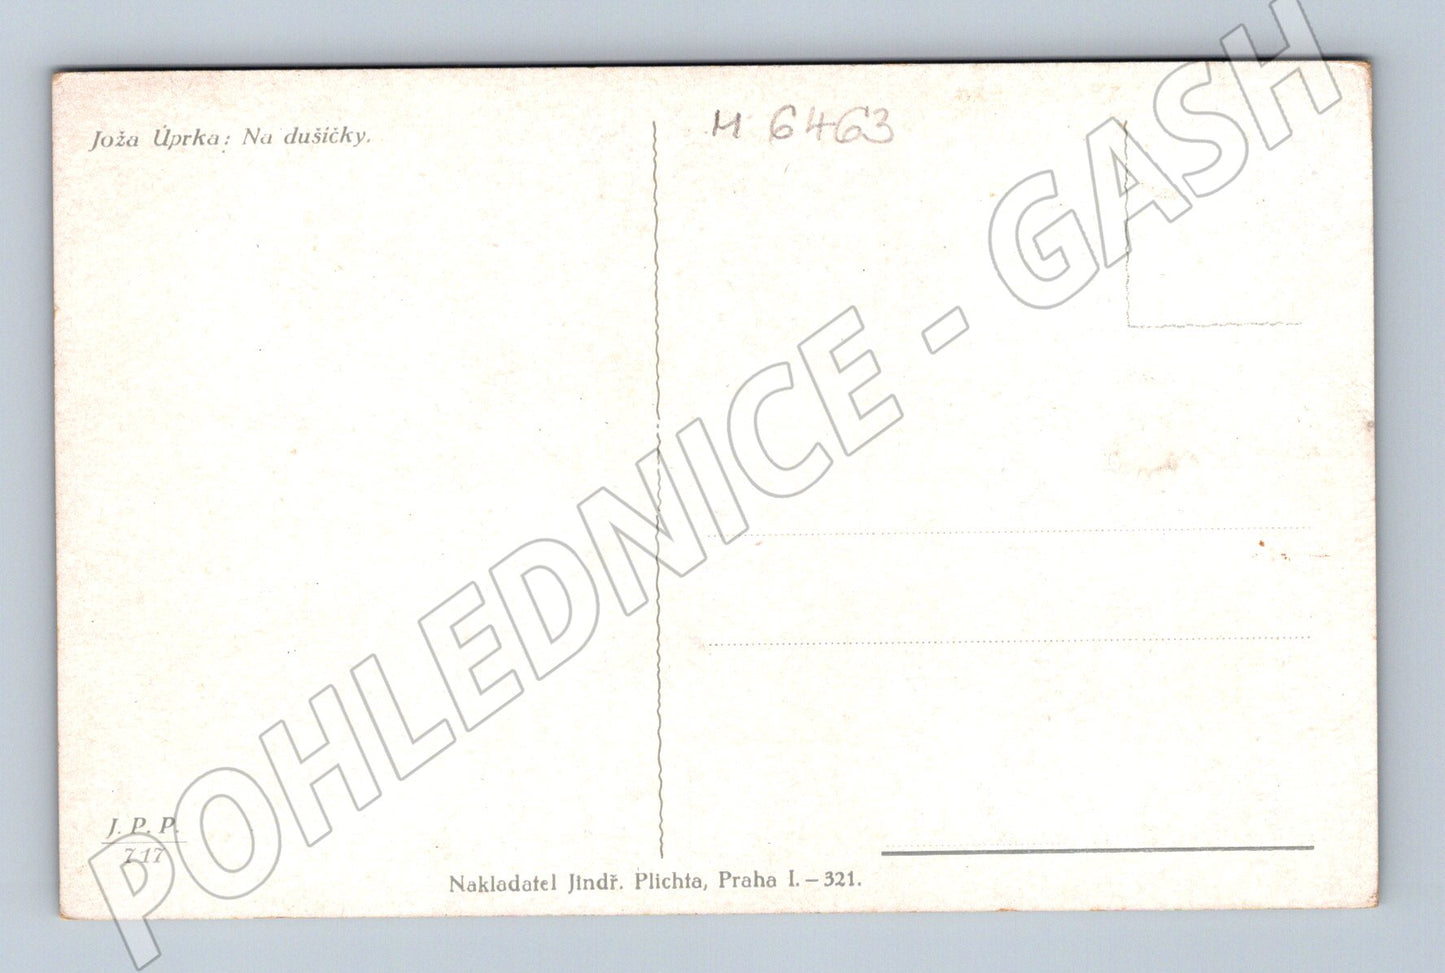 Joža Úprka: Na dušičky.
M 6463
J. P. P.
717
Nakladatel Jindř. Plichta, Praha I. – 321.
POHLEDNICE - GASH